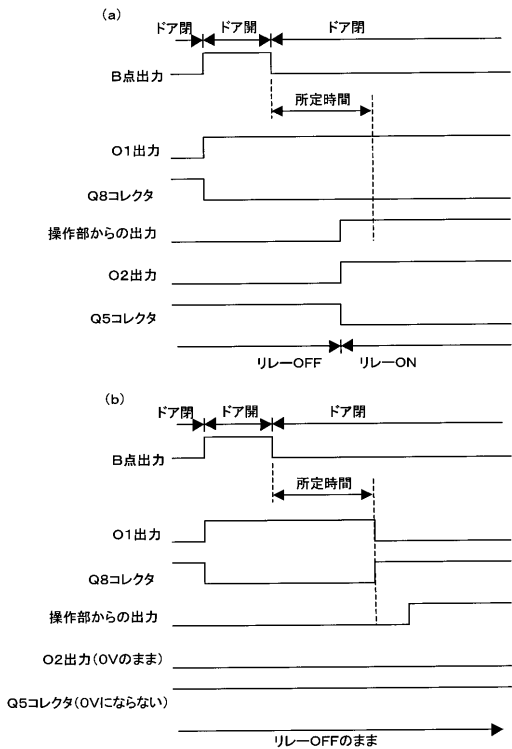 (a)
ドア閉 ドア開 ドア閉
B点出力
所定時間
O1出力
Q8コレクタ
操作部からの出力
O2出力
Q5コレクタ
リレーOFF リレーON
(b)
ドア閉 ドア開 ドア閉
B点出力
所定時間
O1出力
Q8コレクタ
操作部からの出力
O2出力(0Vのまま)
Q5コレクタ(0Vにならない)
リレーOFFのまま